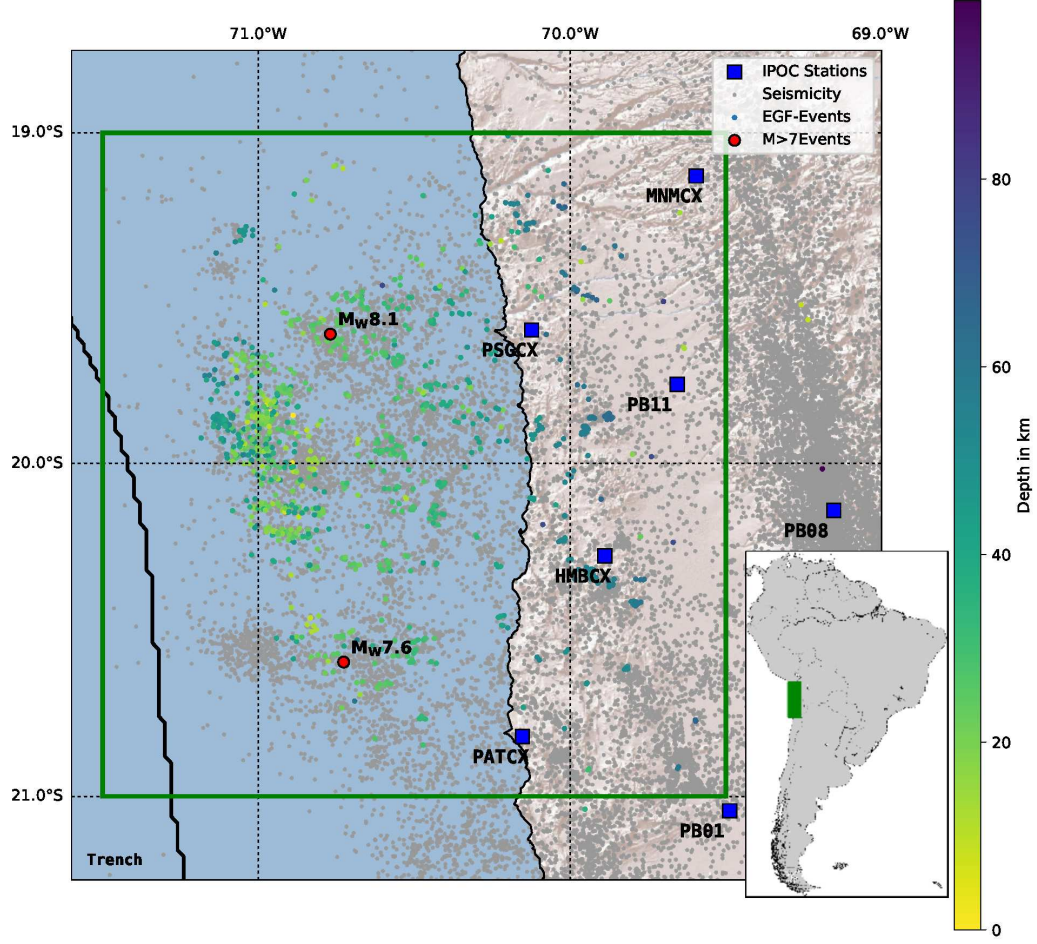 71.0°W
70.0°W
69.0°W
IPOC Stations
Seismicity
EGF-Events
M>7Events
19.0°S
MNMCX
80
Mw8.1
PSGCX
PB11
60
20.0°S
Depth in km
PB08
40
HMBCX
Mw7.6
20
PATCX
21.0°S
PB01
Trench
0